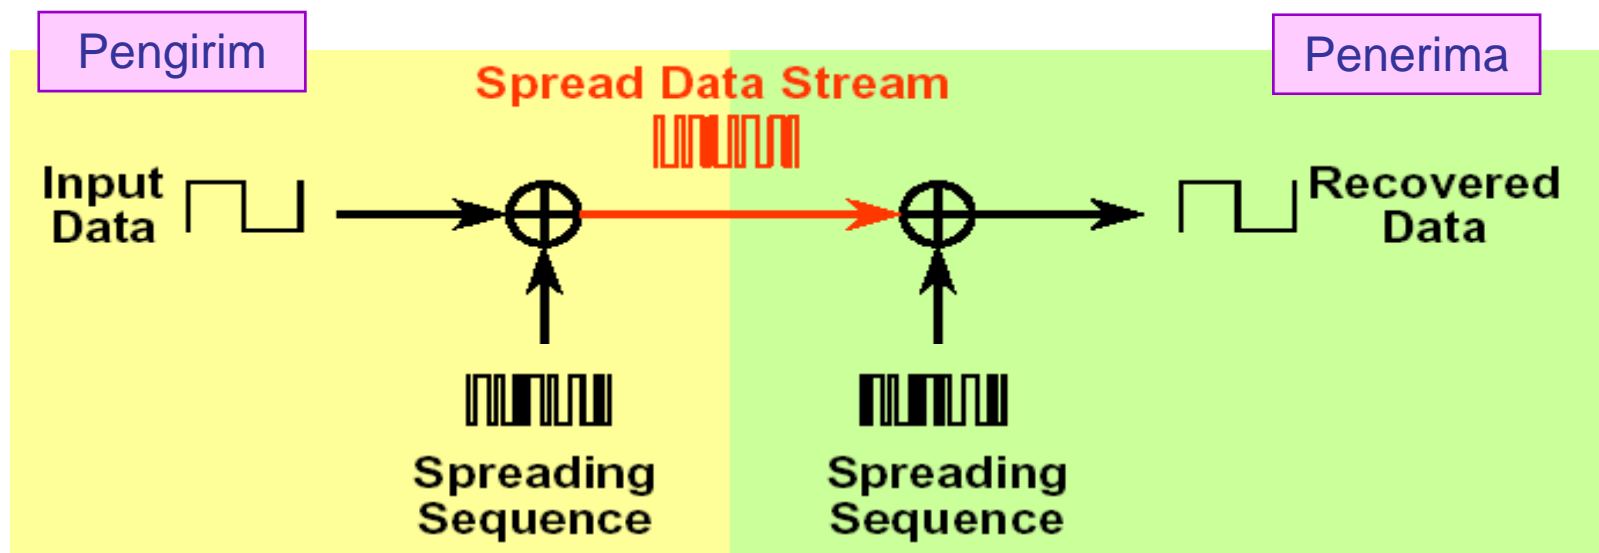 Pengirim
Penerima
Spread Data Stream
Input
Data
Recovered
Data
Spreading
Sequence
Spreading
Sequence